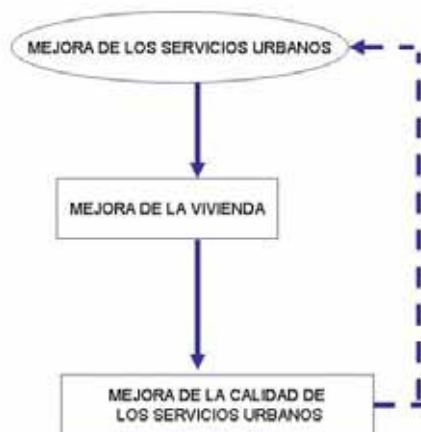 MEJORA DE LOS SERVICIOS URBANOS
MEJORA DE LA VIVIENDA
MEJORA DE LA CALIDAD DE
LOS SERVICIOS URBANOS